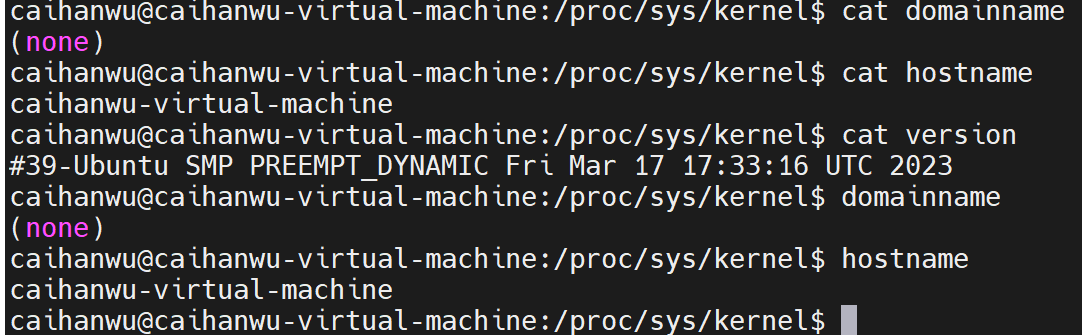 caihanwu@caihanwu-virtual-machine:/proc/sys/kernel$ cat domainname
(none)
caihanwu@caihanwu-virtual-machine:/proc/sys/kernel$ cat hostname
caihanwu-virtual-machine
caihanwu@caihanwu-virtual-machine:/proc/sys/kernel$ cat version
#39-Ubuntu SMP PREEMPT_DYNAMIC Fri Mar 17 17:33:16 UTC 2023
caihanwu@caihanwu-virtual-machine:/proc/sys/kernel$ domainname
(none)
caihanwu@caihanwu-virtual-machine:/proc/sys/kernel$ hostname
caihanwu-virtual-machine
caihanwu@caihanwu-virtual-machine:/proc/sys/kernel$